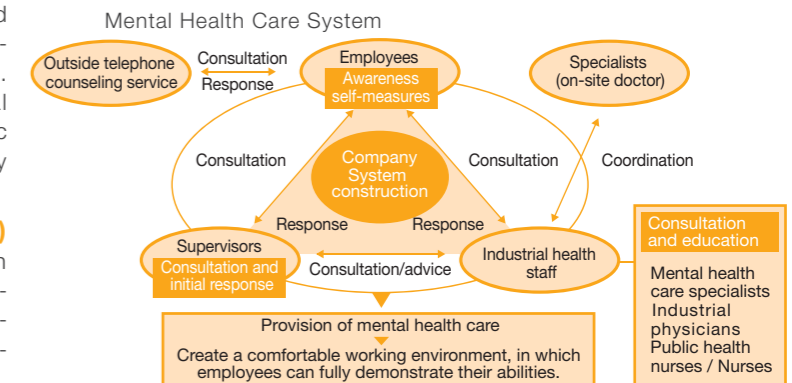 Mental Health Care System
Outside telephone
counseling service
Consultation
Response
Employees
Awareness
self-measures
Specialists
(on-site doctor)
Consultation
Company
System
construction
Consultation
Coordination
Response
Response
Supervisors
Consultation and
initial response
Consultation/advice
Industrial health
staff
Consultation
and education
Mental health
care specialists
Industrial
physicians
Public health
nurses / Nurses
Provision of mental health care
Create a comfortable working environment, in which
employees can fully demonstrate their abilities.